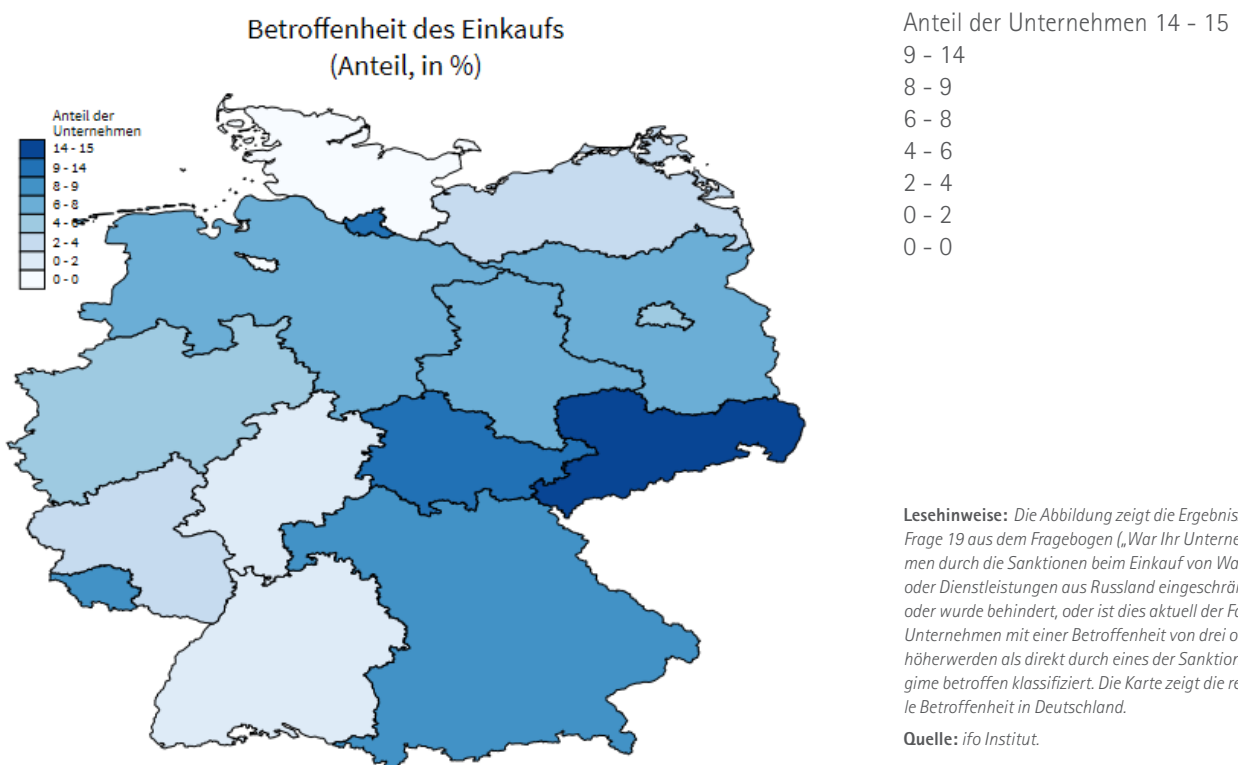 Betroffenheit des Einkaufs
(Anteil, in %)
Anteil der
Unternehmen
14 - 15
9 - 14
8 - 9
6 - 8
4 - 6
2 - 4
0 - 2
0 - 0
Anteil der Unternehmen 14 - 15
9 - 14
8 - 9
6 - 8
4 - 6
2 - 4
0 - 2
0 - 0
Lesehinweise: Die Abbildung zeigt die Ergebnis
Frage 19 aus dem Fragebogen („War Ihr Unterne
men durch die Sanktionen beim Einkauf von Wa
oder Dienstleistungen aus Russland eingeschrä
oder wurde behindert, oder ist dies aktuell der Fa
Unternehmen mit einer Betroffenheit von drei o
höherwerden als direkt durch eines der Sanktion
gime betroffen klassifiziert. Die Karte zeigt die re
le Betroffenheit in Deutschland.
Quelle: ifo Institut.